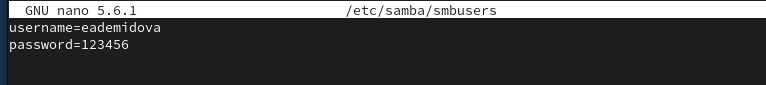 GNU nano 5.6.1 /etc/samba/smbusers
username=eademidova
password=123456